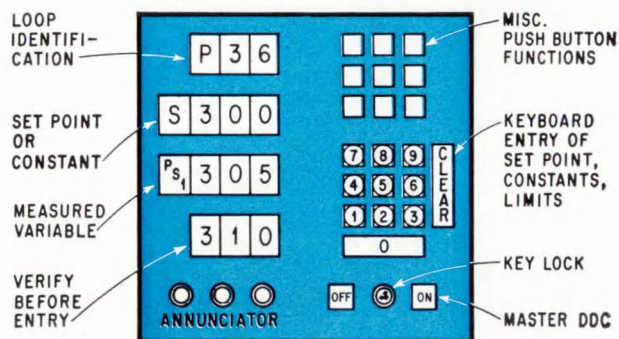 LOOP
IDENTIFI-
CATION
SET POINT
OR
CONSTANT
MEASURED
VARIABLE
VERIFY
BEFORE
ENTRY
P 3 6
S 3 0 0
PS1 3 0 5
3 1 0
ANNUNCIATOR
7 8 9
4 5 6
1 2 3
0
CLEAR
OFF
ON
MISC.
PUSH BUTTON
FUNCTIONS
KEYBOARD
ENTRY OF
SET POINT,
CONSTANTS,
LIMITS
KEY LOCK
MASTER DDC